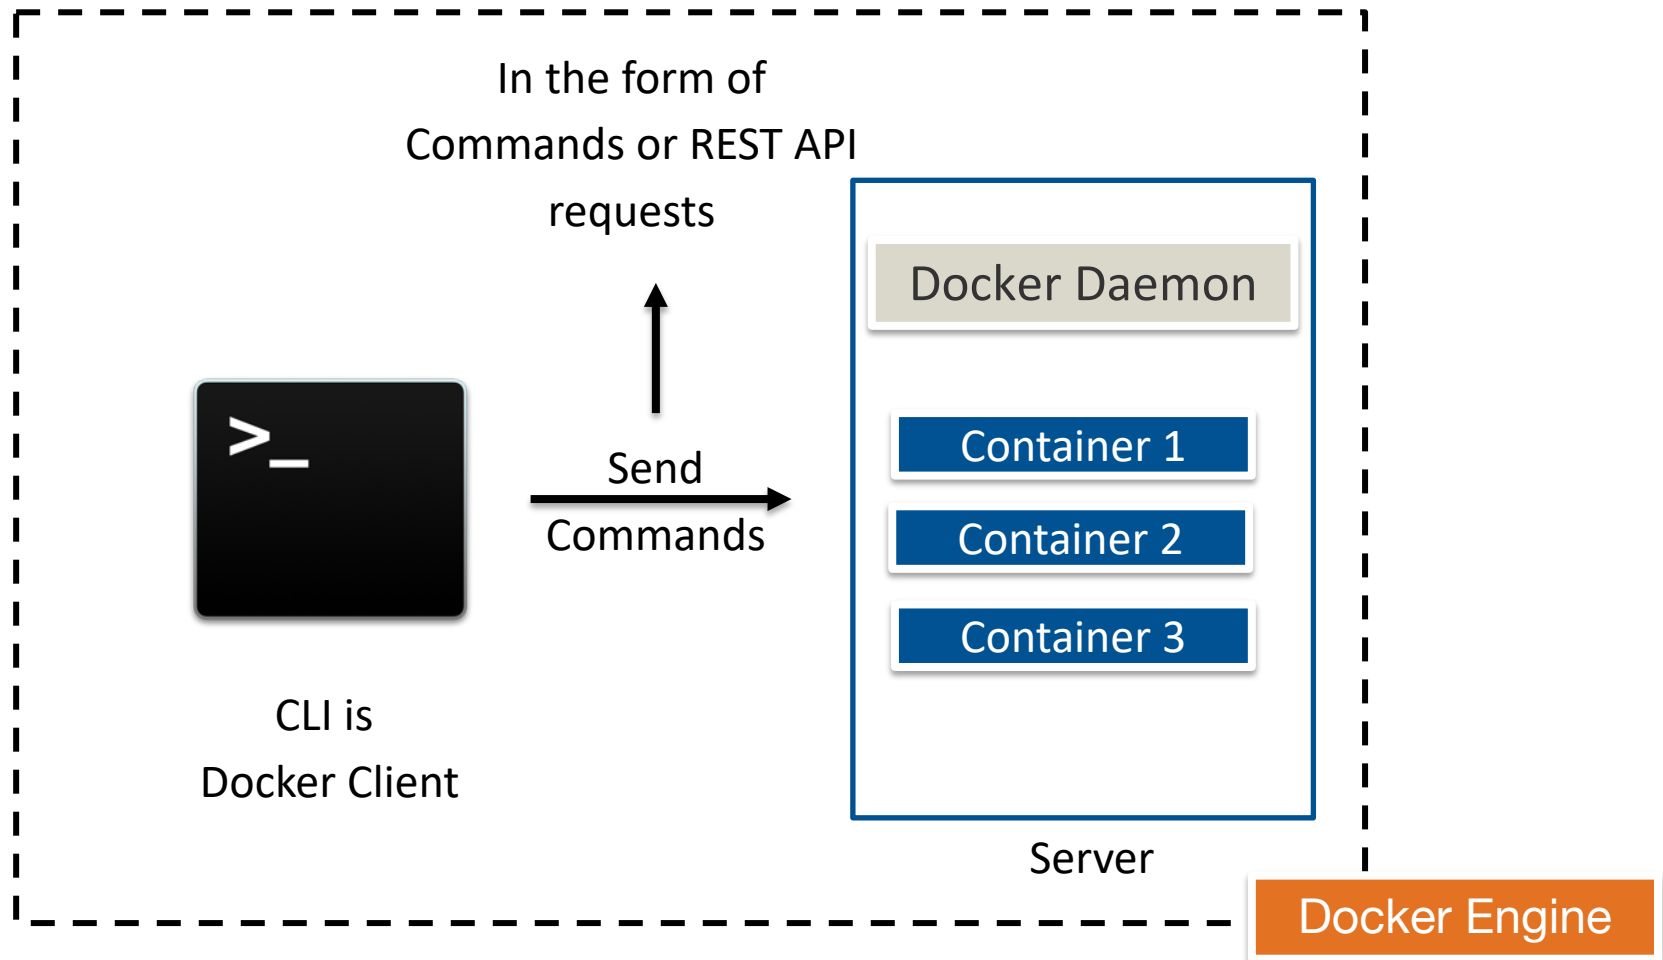 In the form of
Commands or REST API
requests
Docker Daemon
>_
Send
Commands
Container 1
Container 2
Container 3
CLI is
Docker Client
Server
Docker Engine